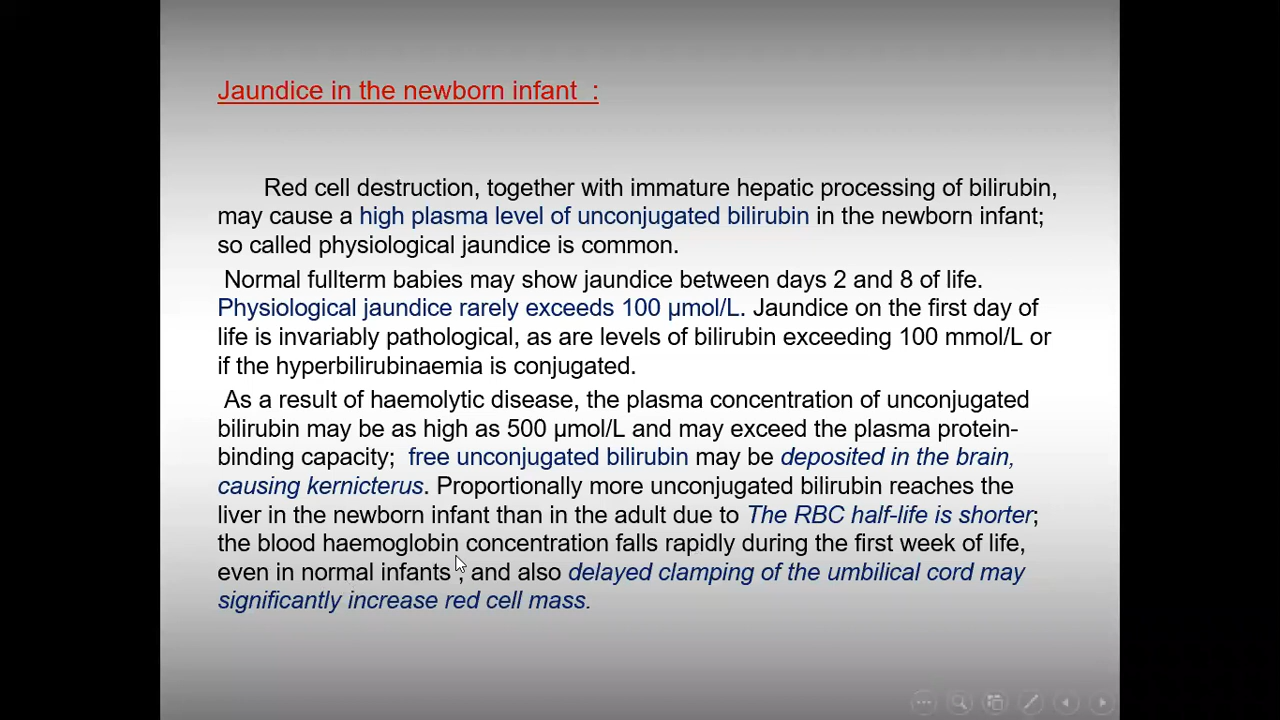 Jaundice in the newborn infant :
Red cell destruction, together with immature hepatic processing of bilirubin,
may cause a high plasma level of unconjugated bilirubin in the newborn infant;
so called physiological jaundice is common.
Normal fullterm babies may show jaundice between days 2 and 8 of life.
Physiological jaundice rarely exceeds 100 µmol/L. Jaundice on the first day of
life is invariably pathological, as are levels of bilirubin exceeding 100 mmol/L or
if the hyperbilirubinaemia is conjugated.
As a result of haemolytic disease, the plasma concentration of unconjugated
bilirubin may be as high as 500 µmol/L and may exceed the plasma protein-
binding capacity; free unconjugated bilirubin may be deposited in the brain,
causing kernicterus. Proportionally more unconjugated bilirubin reaches the
liver in the newborn infant than in the adult due to The RBC half-life is shorter;
the blood haemoglobin concentration falls rapidly during the first week of life,
even in normal infants ; and also delayed clamping of the umbilical cord may
significantly increase red cell mass.